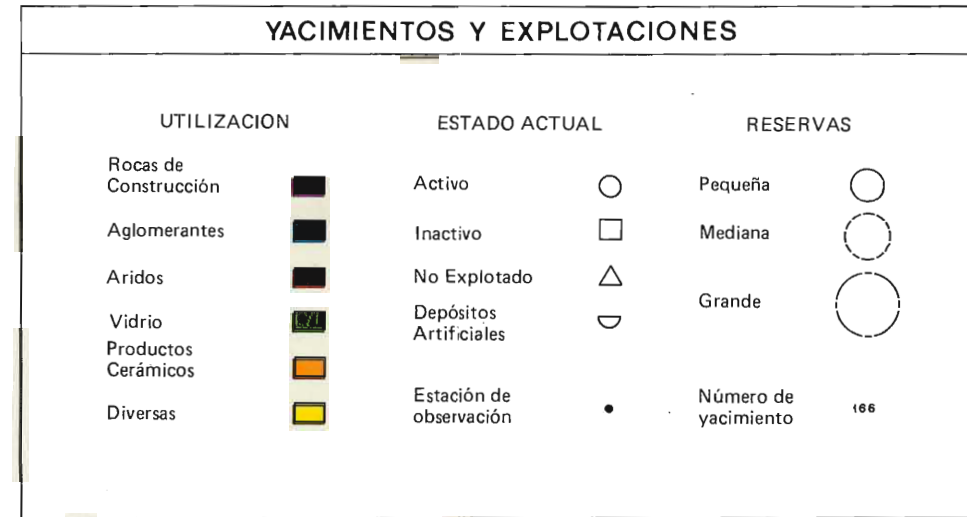 YACIMIENTOS Y EXPLOTACIONES
UTILIZACION
Rocas de
Construcción
Aglomerantes
Aridos
Vidrio
Productos
Cerámicos
Diversas
ESTADO ACTUAL
Activo
Inactivo
No Explotado
Depósitos
Artificiales
Estación de
observación
RESERVAS
Pequeña
Mediana
Grande
Número de
yacimiento
166